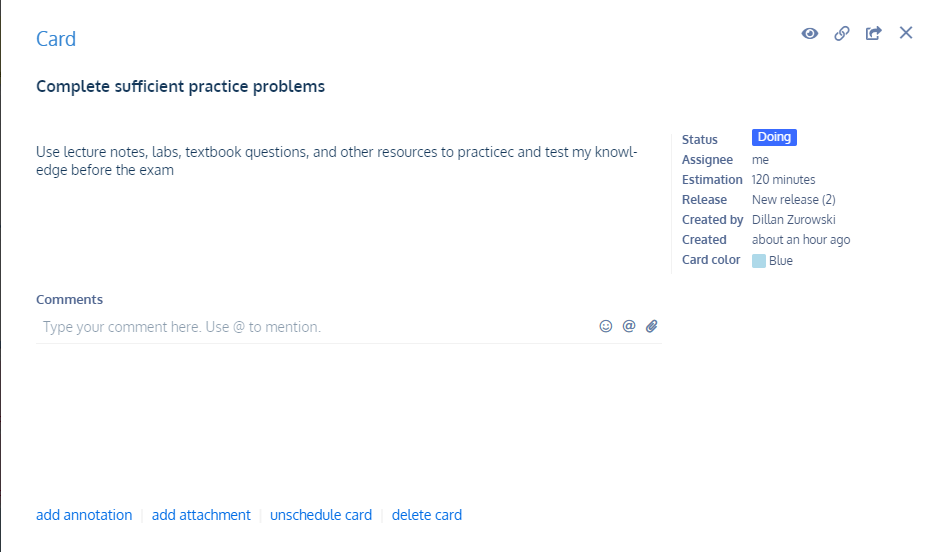 Card
Complete sufficient practice problems
Use lecture notes, labs, textbook questions, and other resources to practicec and test my knowl-
edge before the exam
Status Doing
Assignee me
Estimation 120 minutes
Release New release (2)
Created by Dillan Zurowski
Created about an hour ago
Card color Blue
Comments
Type your comment here. Use @ to mention.
add annotation | add attachment | unschedule card | delete card